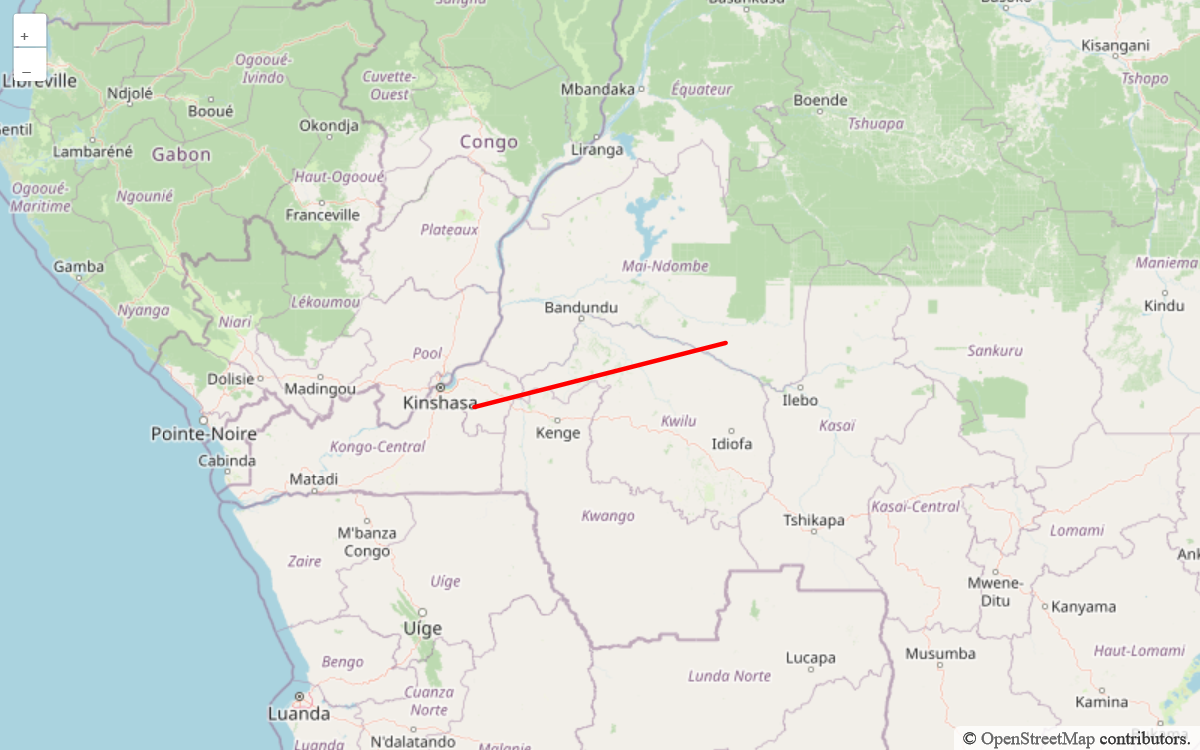 +
Basankusu
Sangha
Kisangani
Ogooué-
Ivindo
Cuvette-
Ouest
Libreville
Tshopo
Ndjolé
Mbandaka
Équateur
Boende
Booué
Okondja
Tshuapa
Congo
Liranga
Lambaréné
Gabon
Haut-Ogooué
Ogooué-
Maritime
Ngounié
Franceville
Plateaux
Gamba
Mai-Ndombe
Maniema
Lékoumou
Nyanga
Niari
Bandundu
Kindu
Pool
Sankuru
Dolisie
Madingou
Kinshasa
Ilebo
Pointe-Noire
Kenge
Kwilu
Kasaï
Idiofa
Kongo-Central
Cabinda
Matadi
Kasaï-Central
Kwango
Tshikapa
M'banza
Congo
Lomami
Zaire
Uíge
Mwene-
Ditu
Kanyama
Uíge
Bengo
Musumba
Haut-Lomami
Lucapa
Lunda Norte
Cuanza
Norte
Kamina
Luanda
N'dalatando
Luanda
Malanje
© OpenStreetMap contributors.